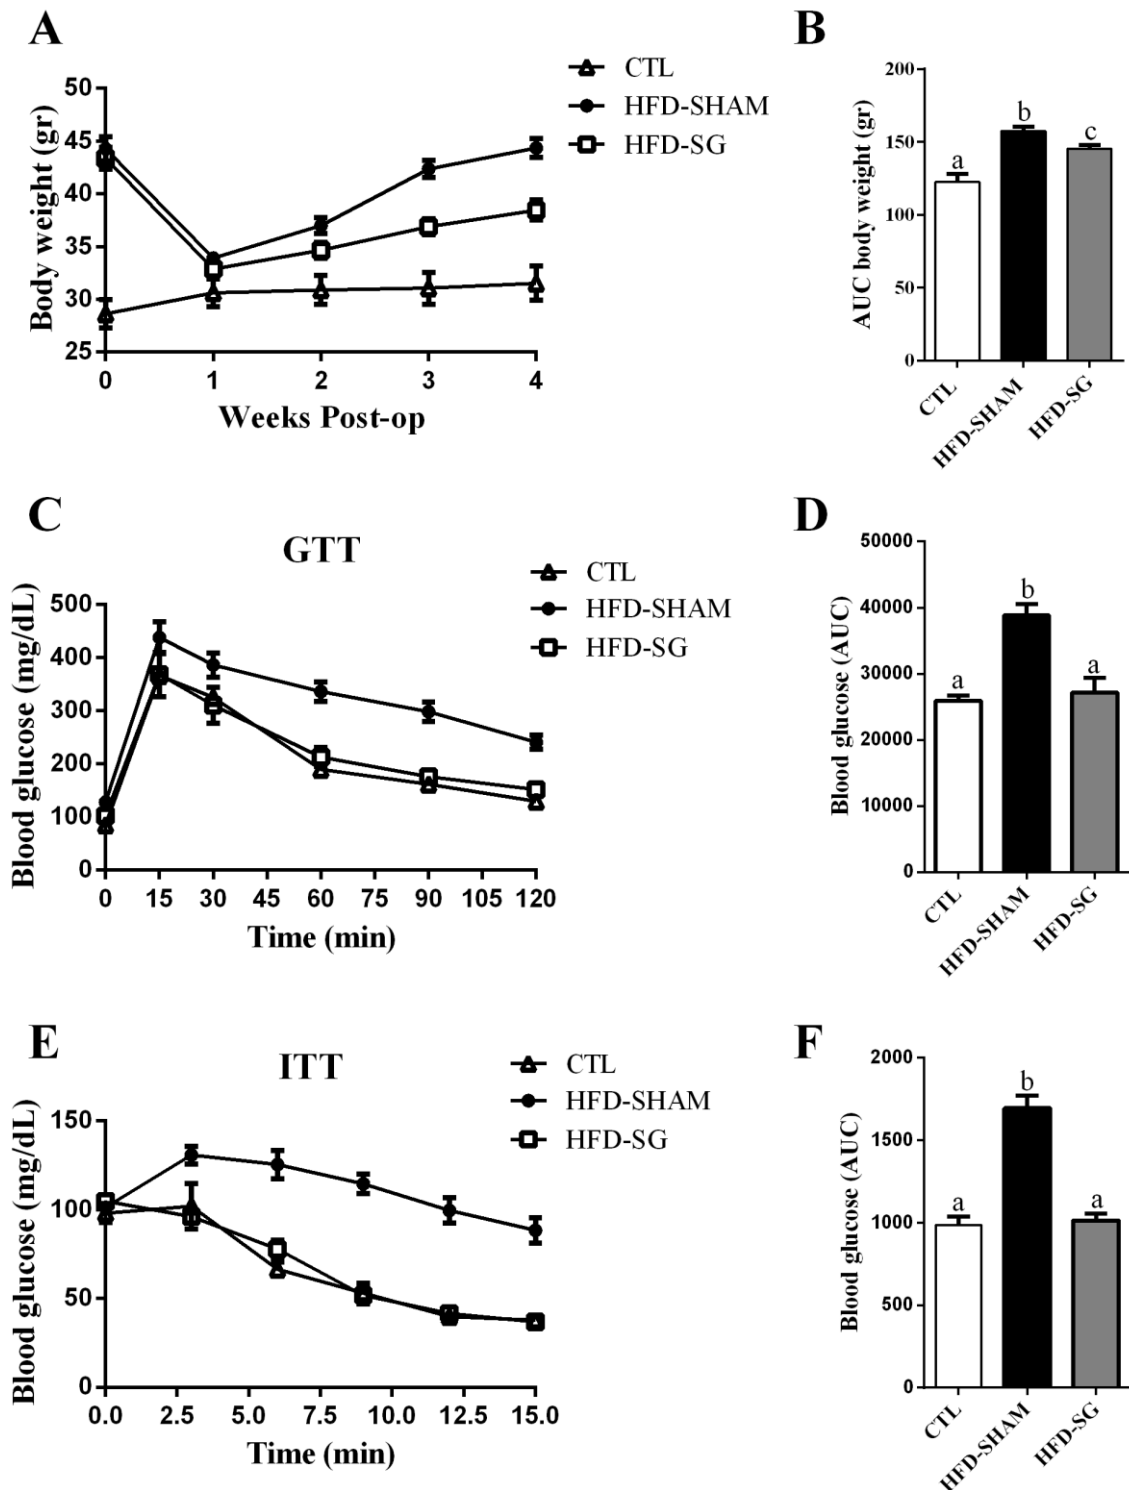 A
CTL
HFD-SHAM
HFD-SG
Body weight (gr)
50
45
40
35
30
25
0 1 2 3 4
Weeks Post-op
B
AUC body weight (gr)
200
150
100
50
0
a
b
c
CTL
HFD-SHAM
HFD-SG
C
GTT
CTL
HFD-SHAM
HFD-SG
Blood glucose (mg/dL)
500
400
300
200
100
0
0 15 30 45 60 75 90 105 120
Time (min)
D
Blood glucose (AUC)
50000
40000
30000
20000
10000
0
a
b
a
CTL
HFD-SHAM
HFD-SG
E
ITT
CTL
HFD-SHAM
HFD-SG
Blood glucose (mg/dL)
150
100
50
0
0.0 2.5 5.0 7.5 10.0 12.5 15.0
Time (min)
F
Blood glucose (AUC)
2000
1500
1000
500
0
a
b
a
CTL
HFD-SHAM
HFD-SG